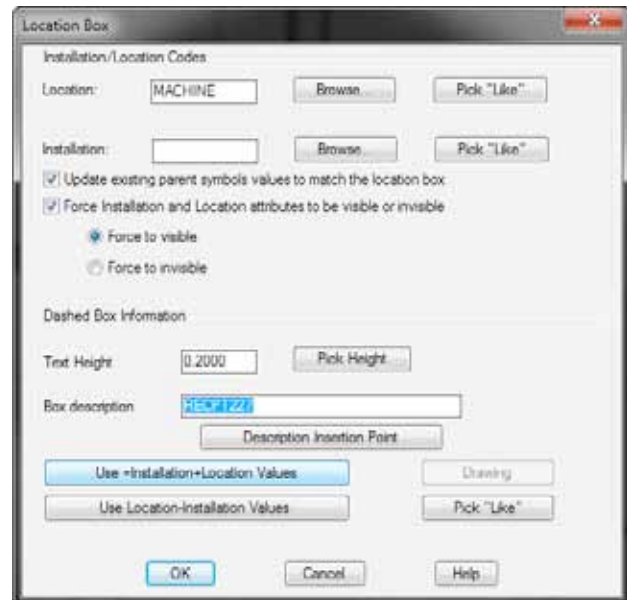 Location Box
Installation/Location Codes
Location: MACHINE Browse... Pick "Like"
Installation: Browse... Pick "Like"
Update existing parent symbols values to match the location box
Force Installation and Location attributes to be visible or invisible
Force to visible
Force to invisible
Dashed Box Information
Text Height 0.2000 Pick Height
Box description RECP1227
Description Insertion Point
Use =Installation+Location Values Drawing
Use Location-Installation Values Pick "Like"
OK Cancel Help